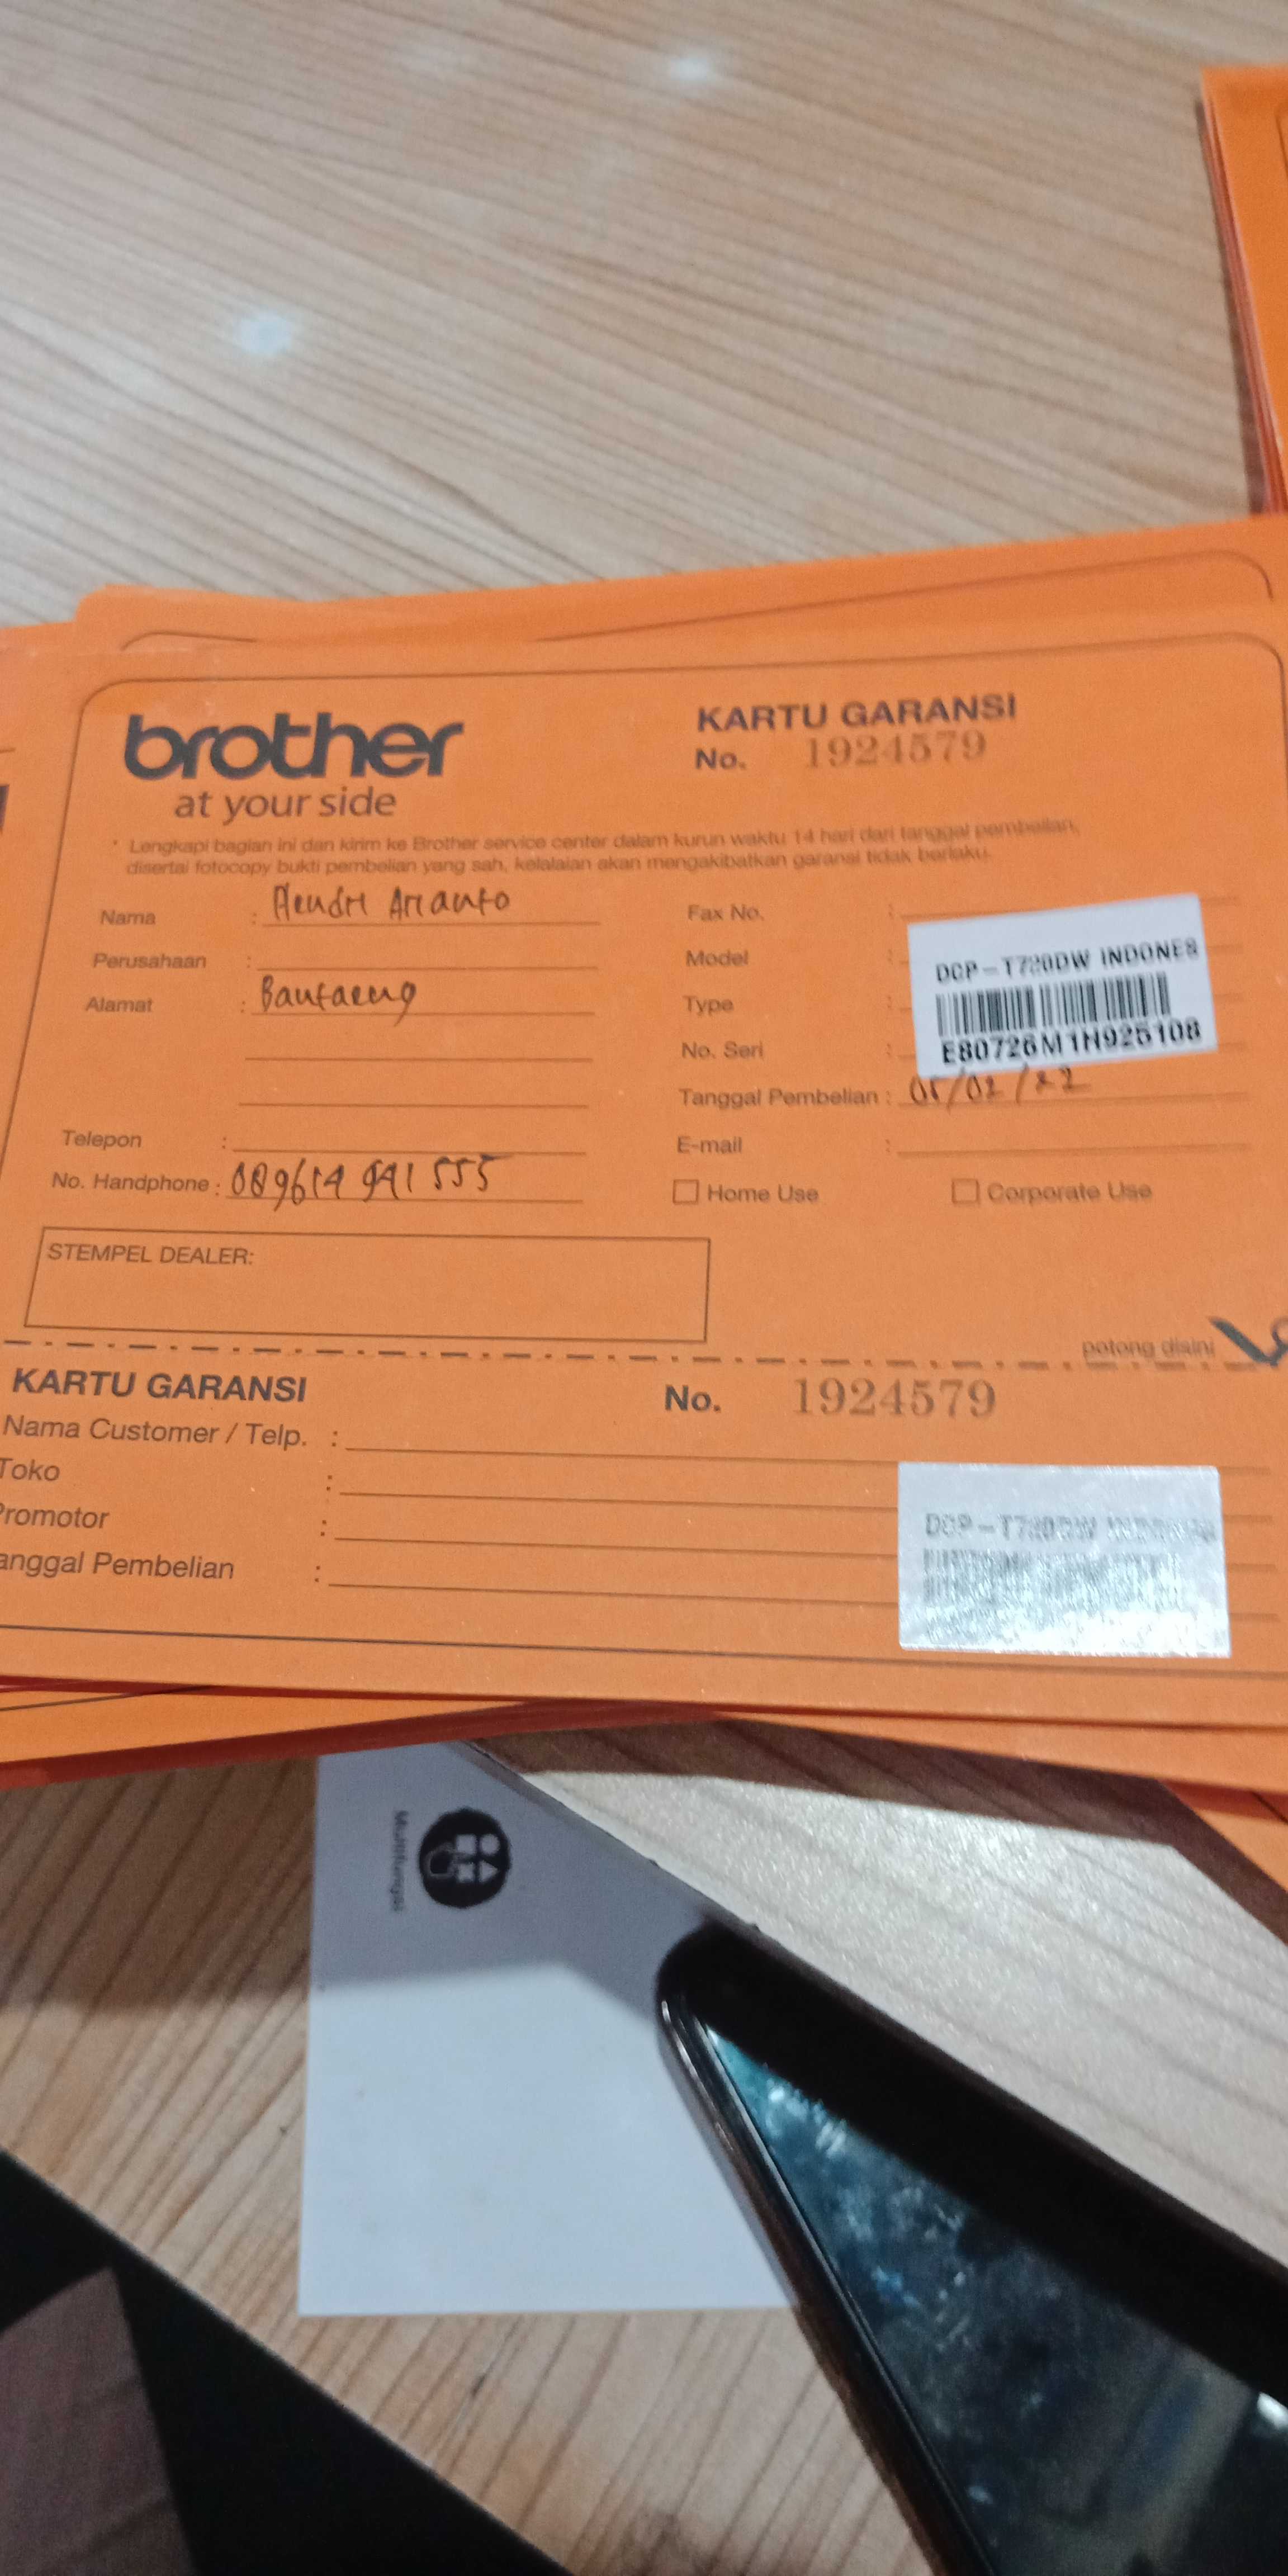 brother
at your side
KARTU GARANSI
No. 1924579
* Lengkapi bagian ini dan kirim ke Brother service center dalam kurun waktu 14 hari dari tanggal pembelian,
disertai fotocopy bukti pembelian yang sah, kelalaian akan mengakibatkan garansi tidak berlaku.
Nama : Hendri Arianto
Perusahaan :
Alamat : Bantaeng
Telepon :
No. Handphone : 089614 941 555
Fax No. :
Model :
Type :
No. Seri :
DCP-T720DW INDONES
E80726M1H925108
Tanggal Pembelian : 05/02/22
E-mail :
Home Use
Corporate Use
STEMPEL DEALER:
potong disini
KARTU GARANSI
No. 1924579
Nama Customer / Telp. :
Toko :
Promotor :
anggal Pembelian :
DCP-T720DW INDONES
Multifungsi